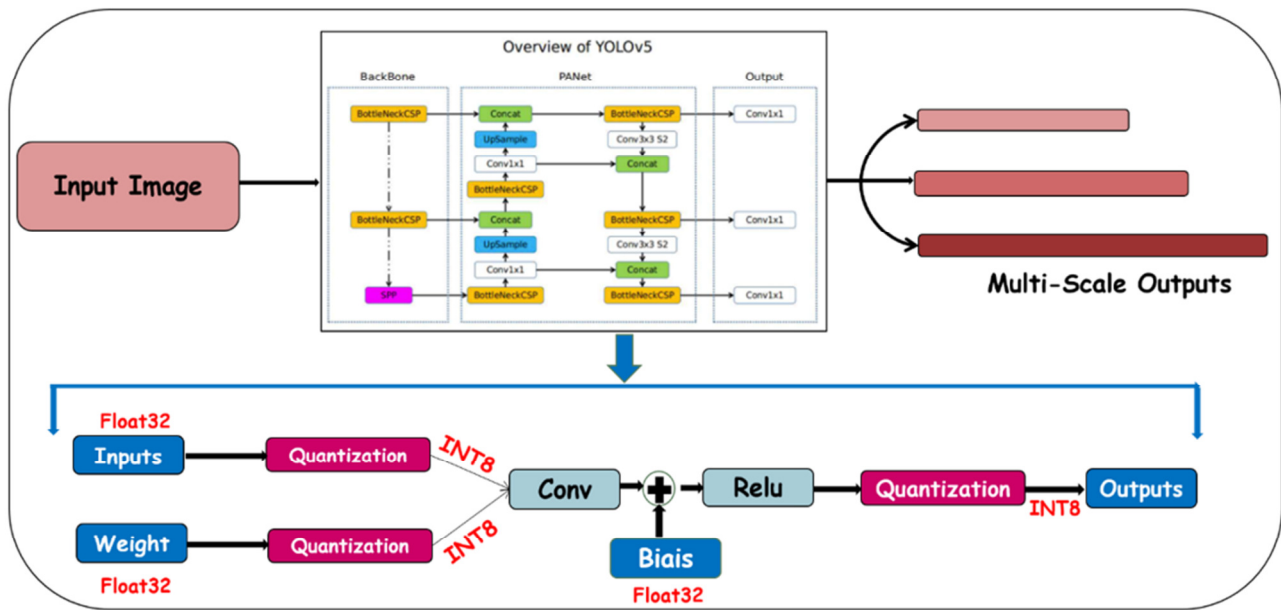 Overview of YOLOv5
BackBone PANet Output
BottleNeckCSP Concat BottleNeckCSP Conv1x1
UpSample Conv3x3 S2
Conv1x1 Concat
Input Image
BottleNeckCSP
BottleNeckCSP Concat BottleNeckCSP Conv1x1
UpSample Conv3x3 S2
Conv1x1 Concat
SPP BottleNeckCSP BottleNeckCSP Conv1x1
Multi-Scale Outputs
Float32
Inputs Quantization INT8
Conv + Relu Quantization INT8 Outputs
Weight Quantization INT8
Float32
Biais
Float32